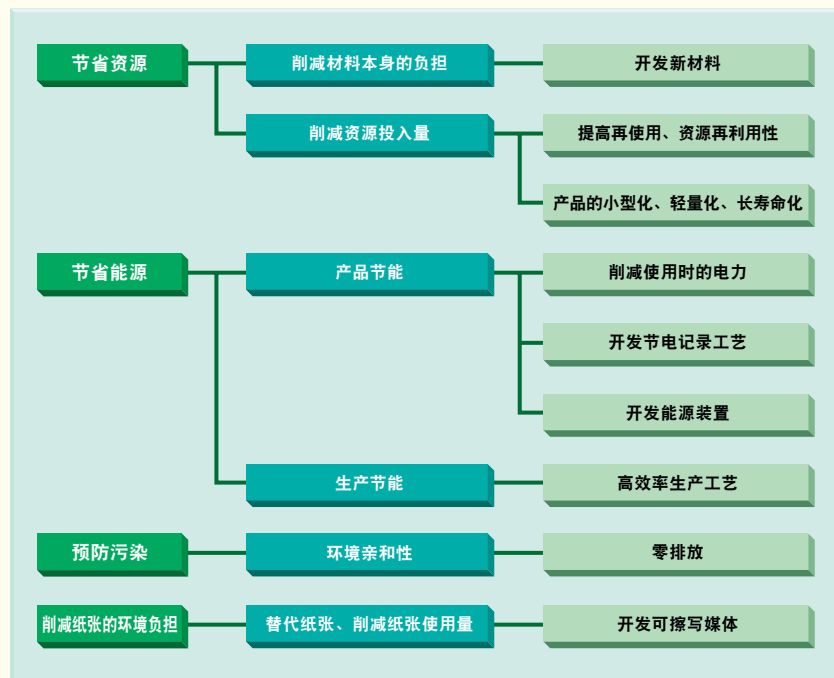 节省资源
削减材料本身的负担
开发新材料
削减资源投入量
提高再使用、资源再利用性
产品的小型化、轻量化、长寿命化
节省能源
产品节能
削减使用时的电力
开发节电记录工艺
开发能源装置
生产节能
高效率生产工艺
预防污染
环境亲和性
零排放
削减纸张的环境负担
替代纸张、削减纸张使用量
开发可擦写媒体